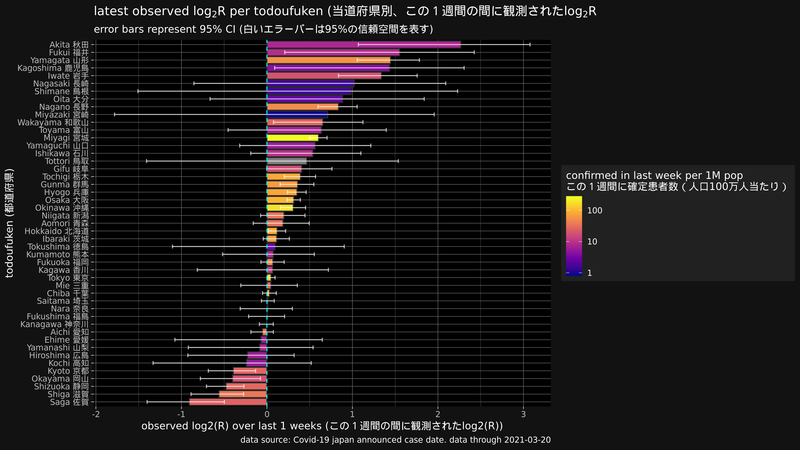 latest observed log₂R per todoufuken (当道府県別、この１週間の間に観測されたlog₂R
error bars represent 95% CI (白いエラーバーは95%の信頼空間を表す)
todoufuken (都道府県)
Akita 秋田
Fukui 福井
Yamagata 山形
Kagoshima 鹿児島
Iwate 岩手
Nagasaki 長崎
Shimane 島根
Oita 大分
Nagano 長野
Miyazaki 宮崎
Wakayama 和歌山
Toyama 富山
Miyagi 宮城
Yamaguchi 山口
Ishikawa 石川
Tottori 鳥取
Gifu 岐阜
Tochigi 栃木
Gunma 群馬
Hyogo 兵庫
Osaka 大阪
Okinawa 沖縄
Niigata 新潟
Aomori 青森
Hokkaido 北海道
Ibaraki 茨城
Tokushima 徳島
Kumamoto 熊本
Fukuoka 福岡
Kagawa 香川
Tokyo 東京
Mie 三重
Chiba 千葉
Saitama 埼玉
Nara 奈良
Fukushima 福島
Kanagawa 神奈川
Aichi 愛知
Ehime 愛媛
Yamanashi 山梨
Hiroshima 広島
Kochi 高知
Kyoto 京都
Okayama 岡山
Shizuoka 静岡
Shiga 滋賀
Saga 佐賀
-2 -1 0 1 2 3
observed log2(R) over last 1 weeks (この１週間の間に観測されたlog2(R))
data source: Covid-19 japan announced case date. data through 2021-03-20
confirmed in last week per 1M pop
この１週間に確定患者数 ( 人口100万人当たり )
100
10
1